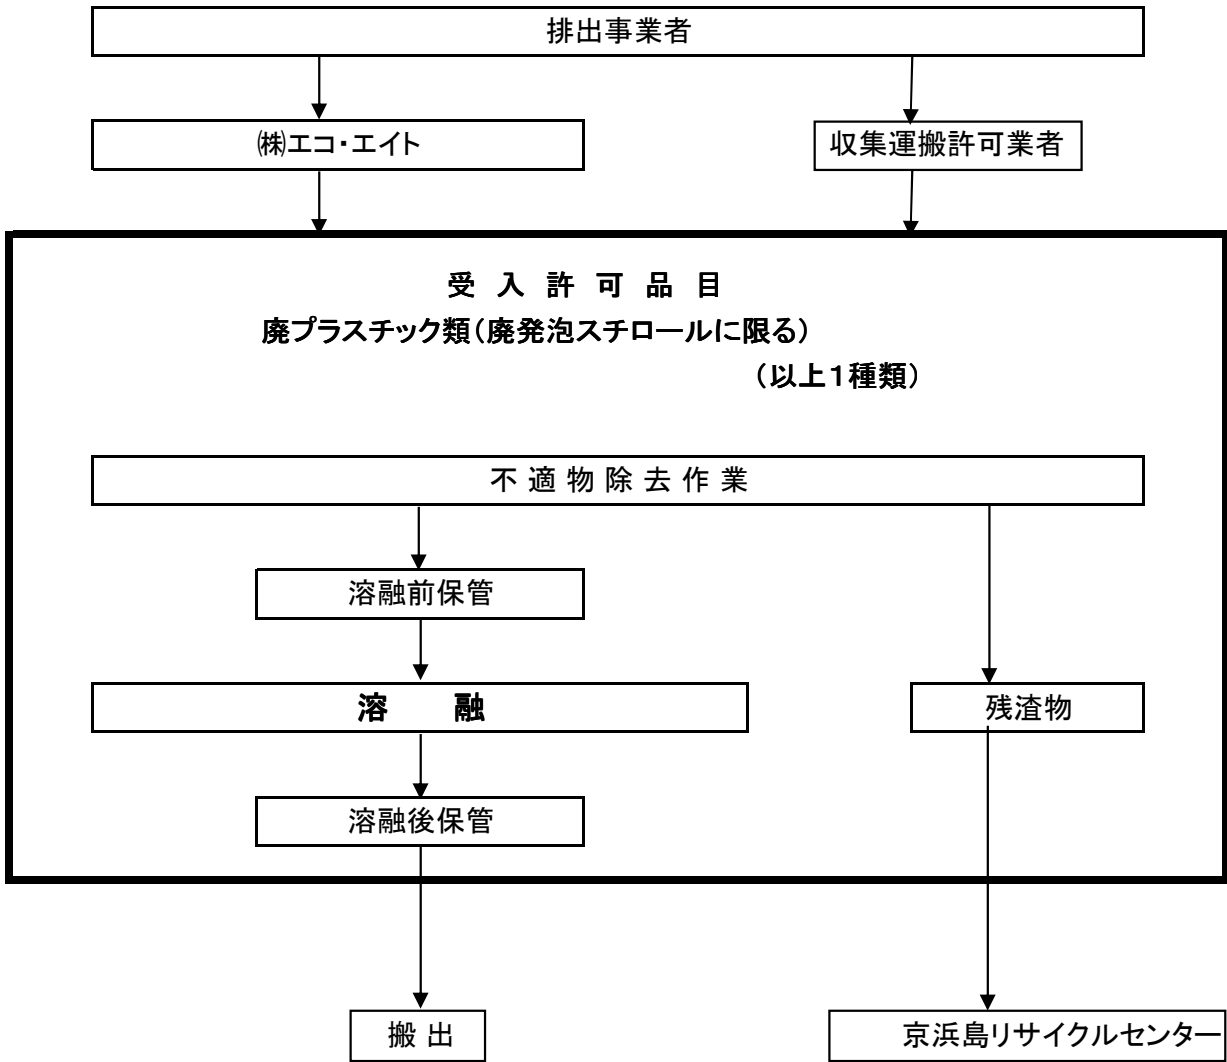 排出事業者
㈱エコ・エイト
収集運搬許可業者
受 入 許 可 品 目
廃プラスチック類(廃発泡スチロールに限る)
(以上1種類)
不 適 物 除 去 作 業
溶融前保管
溶 融
残渣物
溶融後保管
搬 出
京浜島リサイクルセンター